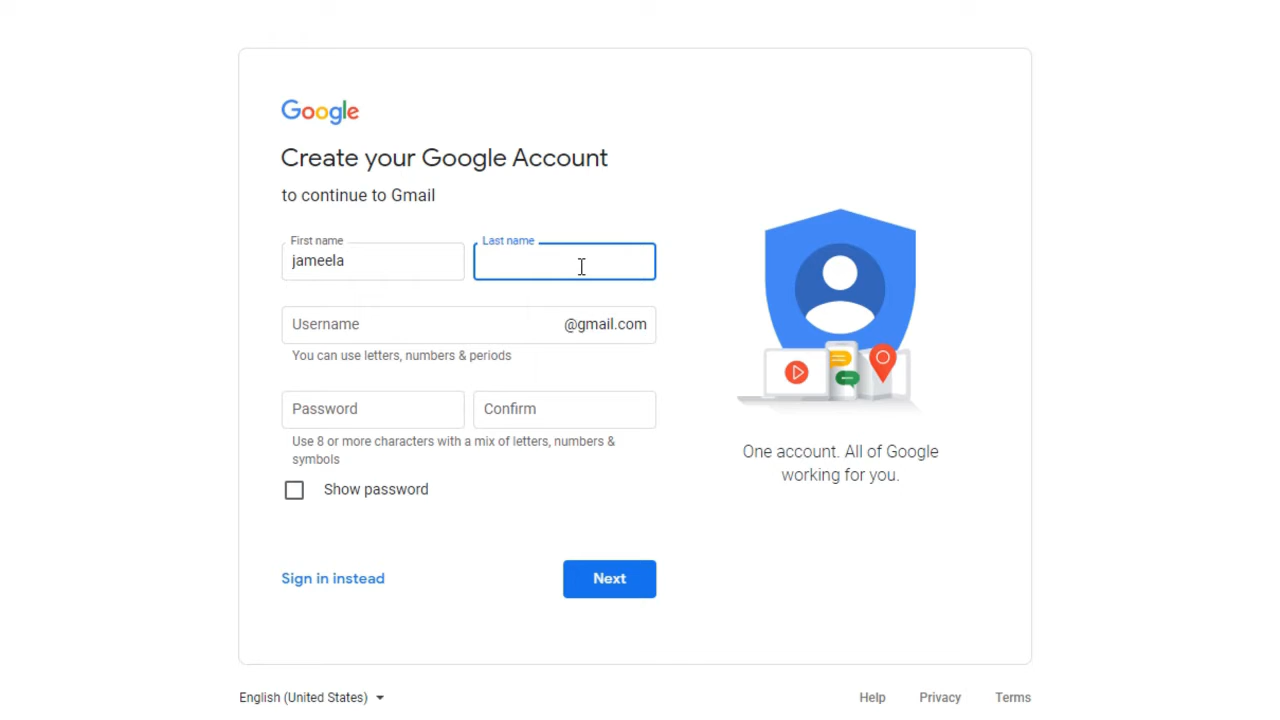 Google
Create your Google Account
to continue to Gmail
First name
Last name
jameela
Username
@gmail.com
You can use letters, numbers & periods
Password
Confirm
Use 8 or more characters with a mix of letters, numbers &
symbols
Show password
One account. All of Google
working for you.
Sign in instead
Next
English (United States)
Help
Privacy
Terms